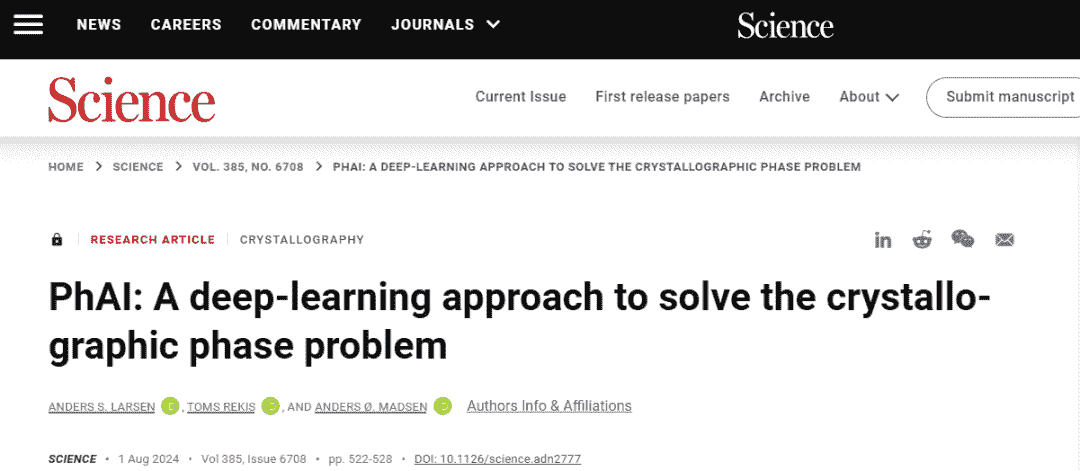 NEWS CAREERS COMMENTARY JOURNALS Science
Science Current Issue First release papers Archive About Submit manuscript
HOME > SCIENCE > VOL. 385, NO. 6708 > PHAI: A DEEP-LEARNING APPROACH TO SOLVE THE CRYSTALLOGRAPHIC PHASE PROBLEM
RESEARCH ARTICLE CRYSTALLOGRAPHY
PhAI: A deep-learning approach to solve the crystallo-
graphic phase problem
ANDERS S. LARSEN, TOMS REKIS, AND ANDERS Ø. MADSEN Authors Info & Affiliations
SCIENCE • 1 Aug 2024 • Vol 385, Issue 6708 • pp. 522-528 • DOI: 10.1126/science.adn2777